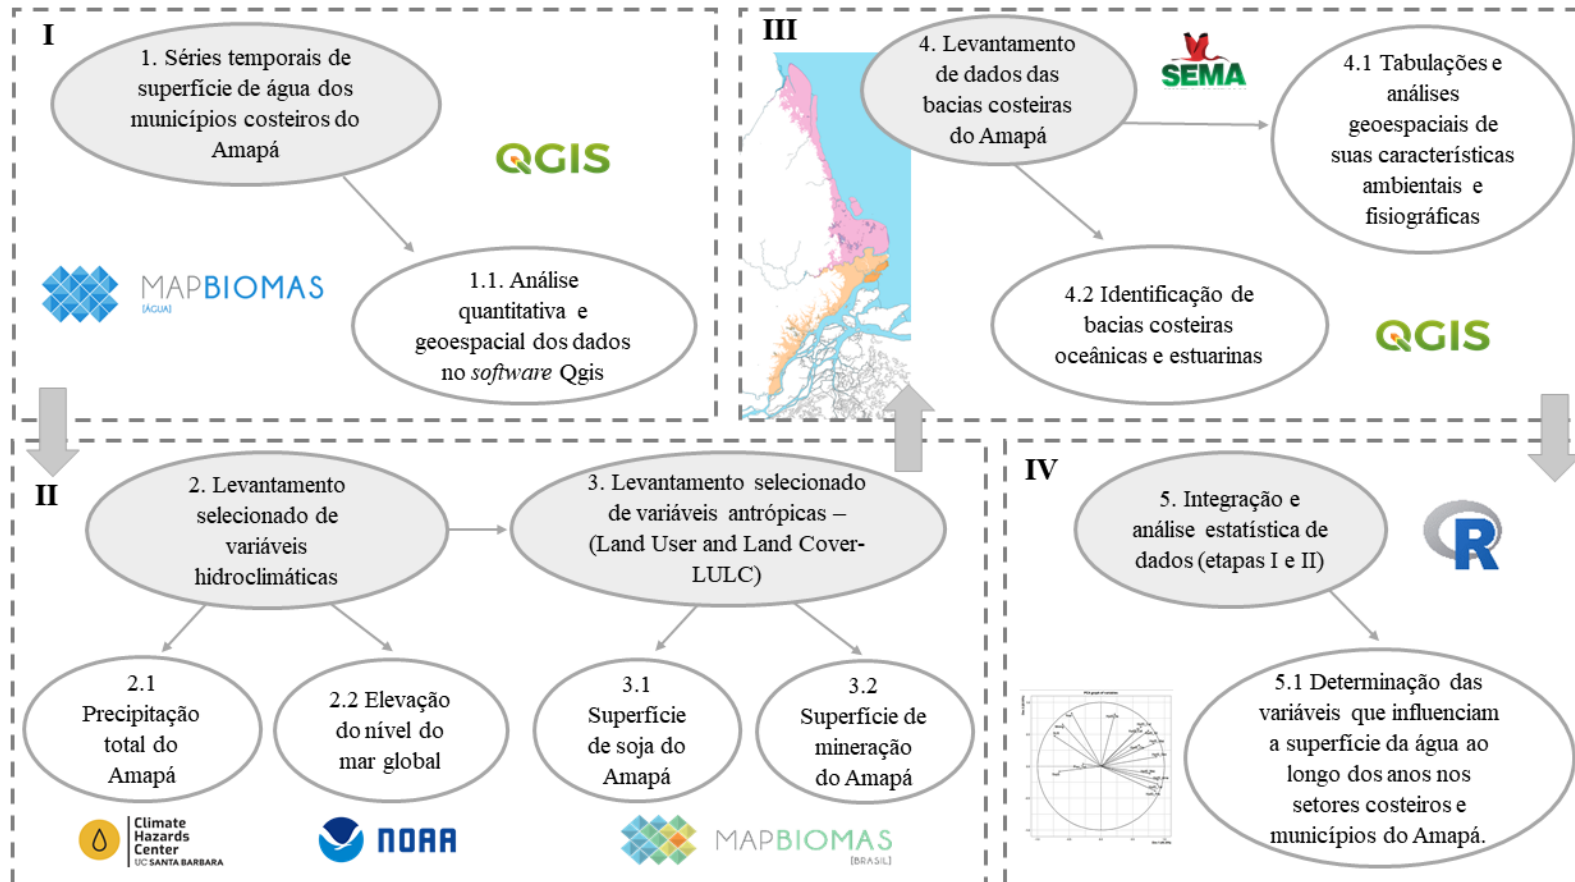 I
1. Séries temporais de
superfície de água dos
municípios costeiros do
Amapá
QGIS
MAPBIOMAS
[ÁGUA]
1.1. Análise
quantitativa e
geoespacial dos dados
no software Qgis
II
2. Levantamento
selecionado de
variáveis
hidroclimáticas
3. Levantamento selecionado
de variáveis antrópicas –
(Land User and Land Cover-
LULC)
2.1
Precipitação
total do
Amapá
2.2 Elevação
do nível do
mar global
3.1
Superfície
de soja do
Amapá
3.2
Superfície de
mineração
do Amapá
Climate
Hazards
Center
UC SANTA BARBARA
NOAA
MAPBIOMAS
[BRASIL]
III
4. Levantamento
de dados das
bacias costeiras
do Amapá
SEMA
4.1 Tabulações e
análises
geoespaciais de
suas características
ambientais e
fisiográficas
4.2 Identificação de
bacias costeiras
oceânicas e estuarinas
QGIS
IV
5. Integração e
análise estatística de
dados (etapas I e II)
R
PCA graph of variables
5.1 Determinação das
variáveis que influenciam
a superfície da água ao
longo dos anos nos
setores costeiros e
municípios do Amapá.